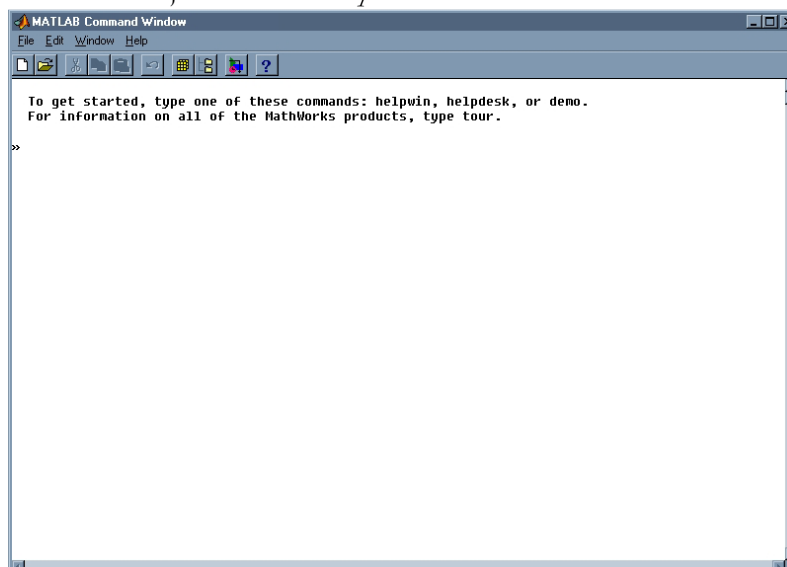 MATLAB Command Window
File Edit Window Help
?
To get started, type one of these commands: helpwin, helpdesk, or demo.
For information on all of the MathWorks products, type tour.
»